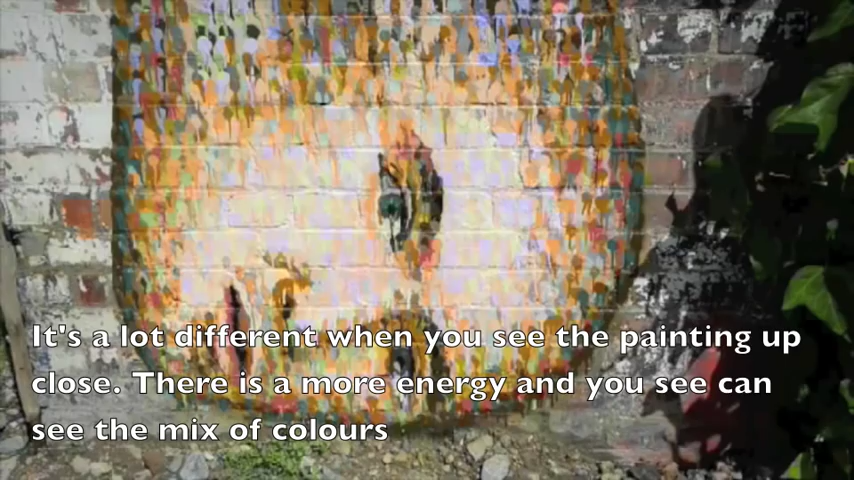 It's a lot different when you see the painting up
close. There is a more energy and you see can
see the mix of colours